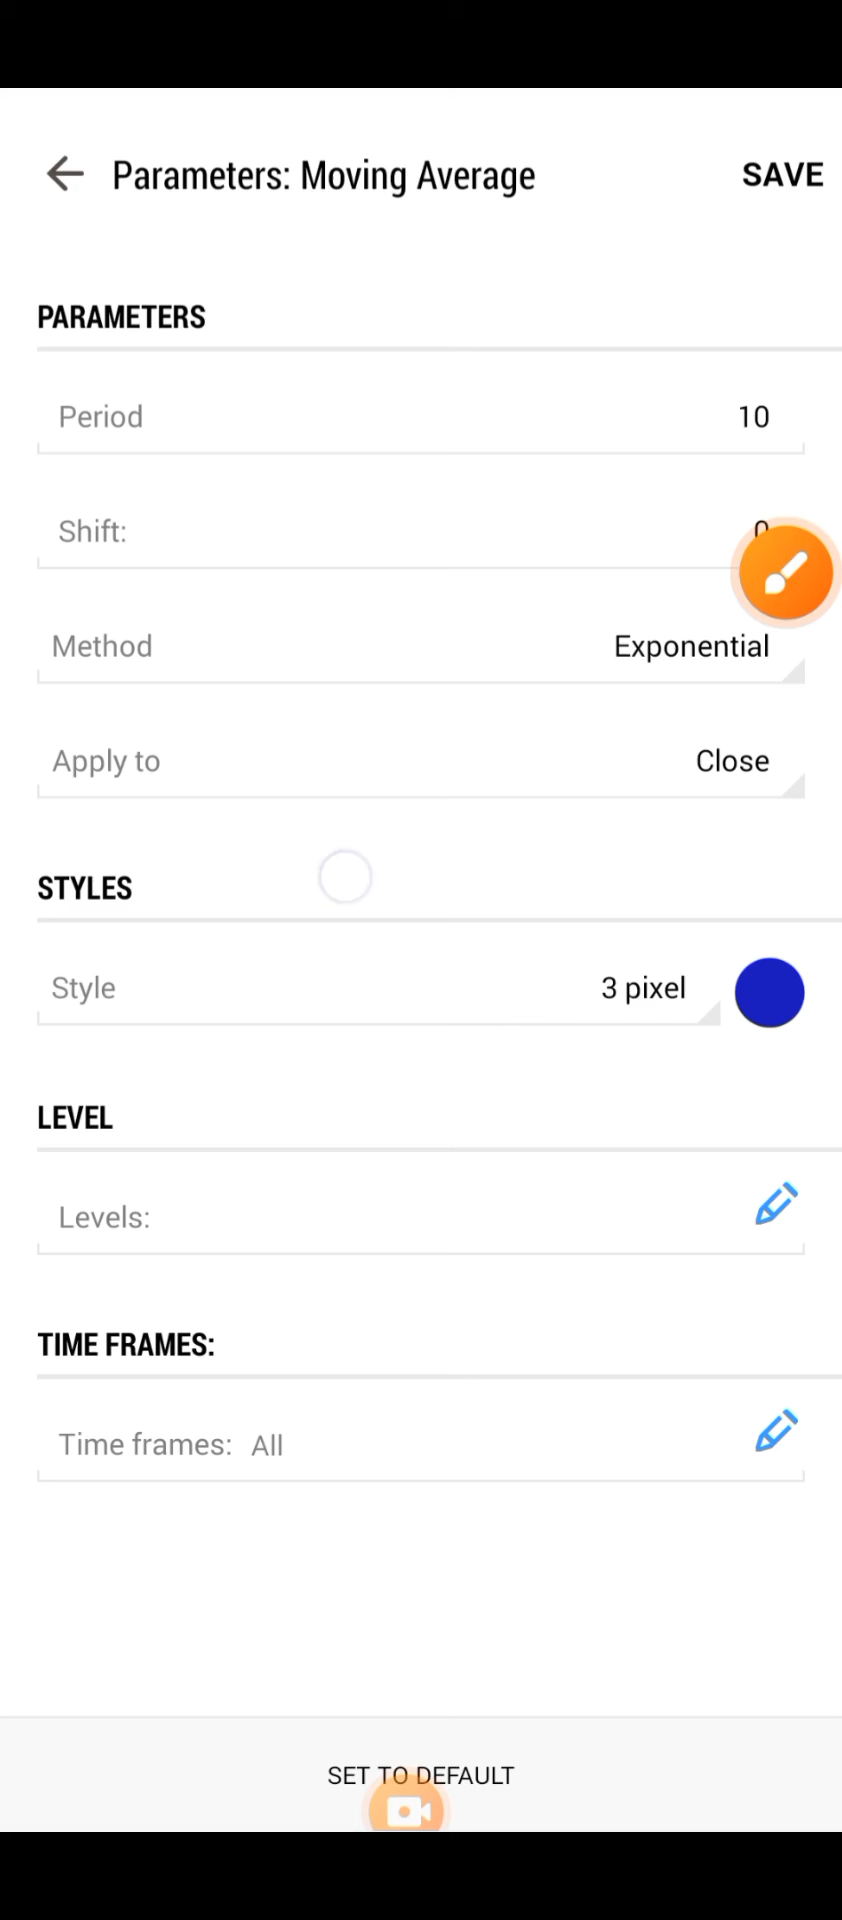 Parameters: Moving Average SAVE
PARAMETERS
Period 10
Shift: 0
Method Exponential
Apply to Close
STYLES
Style 3 pixel
LEVEL
Levels:
TIME FRAMES:
Time frames: All
SET TO DEFAULT